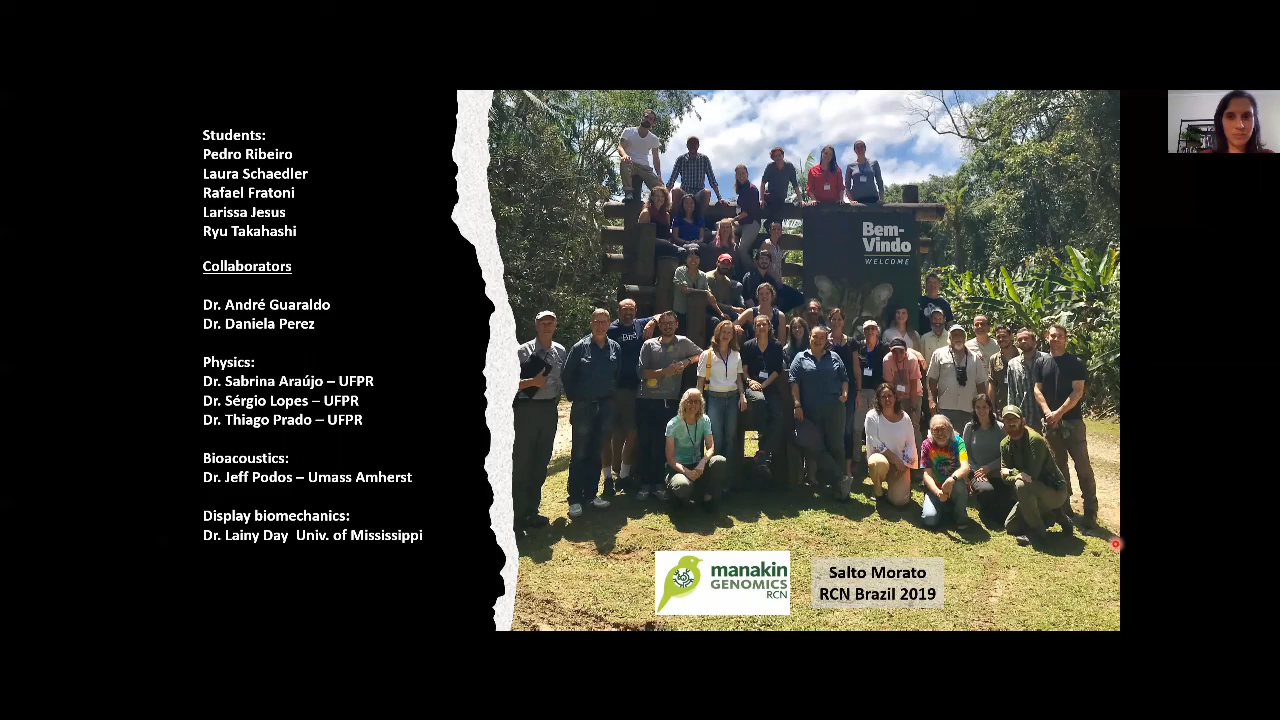 Students:
Pedro Ribeiro
Laura Schaedler
Rafael Fratoni
Larissa Jesus
Ryu Takahashi
Collaborators
Dr. André Guaraldo
Dr. Daniela Perez
Physics:
Dr. Sabrina Araújo – UFPR
Dr. Sérgio Lopes – UFPR
Dr. Thiago Prado – UFPR
Bioacoustics:
Dr. Jeff Podos – Umass Amherst
Display biomechanics:
Dr. Lainy Day  Univ. of Mississippi
Bem-
Vindo
WELCOME
manakin
GENOMICS
RCN
Salto Morato
RCN Brazil 2019